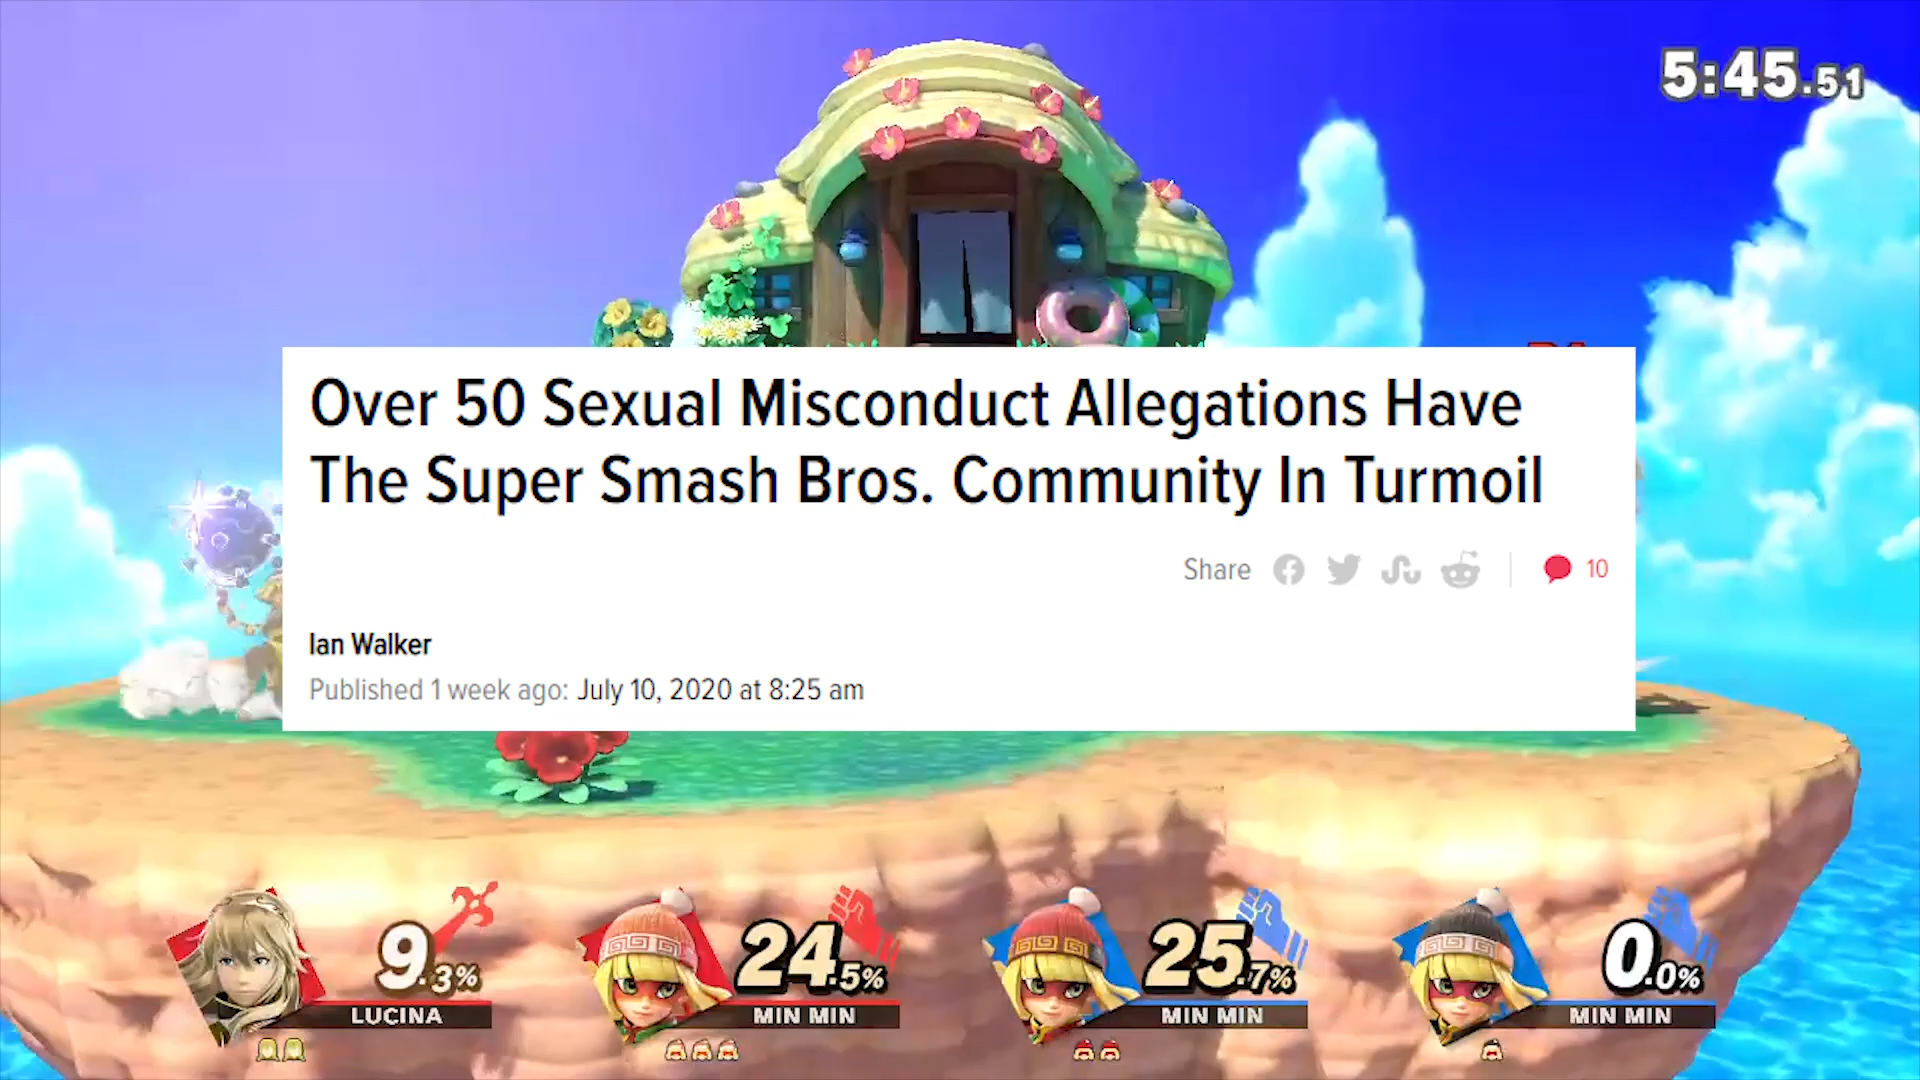 5:45.51
Over 50 Sexual Misconduct Allegations Have
The Super Smash Bros. Community In Turmoil
Share
10
Ian Walker
Published 1 week ago: July 10, 2020 at 8:25 am
9.3%
24.5%
25.7%
0.0%
LUCINA
MIN MIN
MIN MIN
MIN MIN